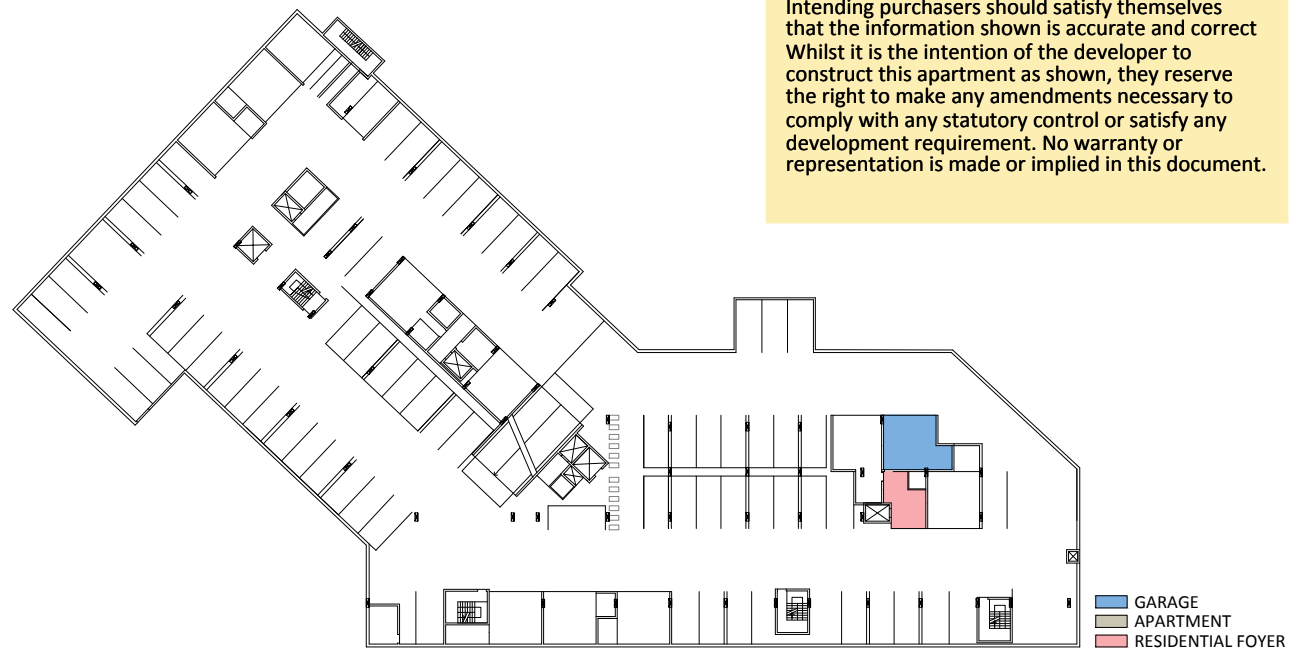 Intending purchasers should satisfy themselves
that the information shown is accurate and correct
Whilst it is the intention of the developer to
construct this apartment as shown, they reserve
the right to make any amendments necessary to
comply with any statutory control or satisfy any
development requirement. No warranty or
representation is made or implied in this document.
GARAGE
APARTMENT
RESIDENTIAL FOYER